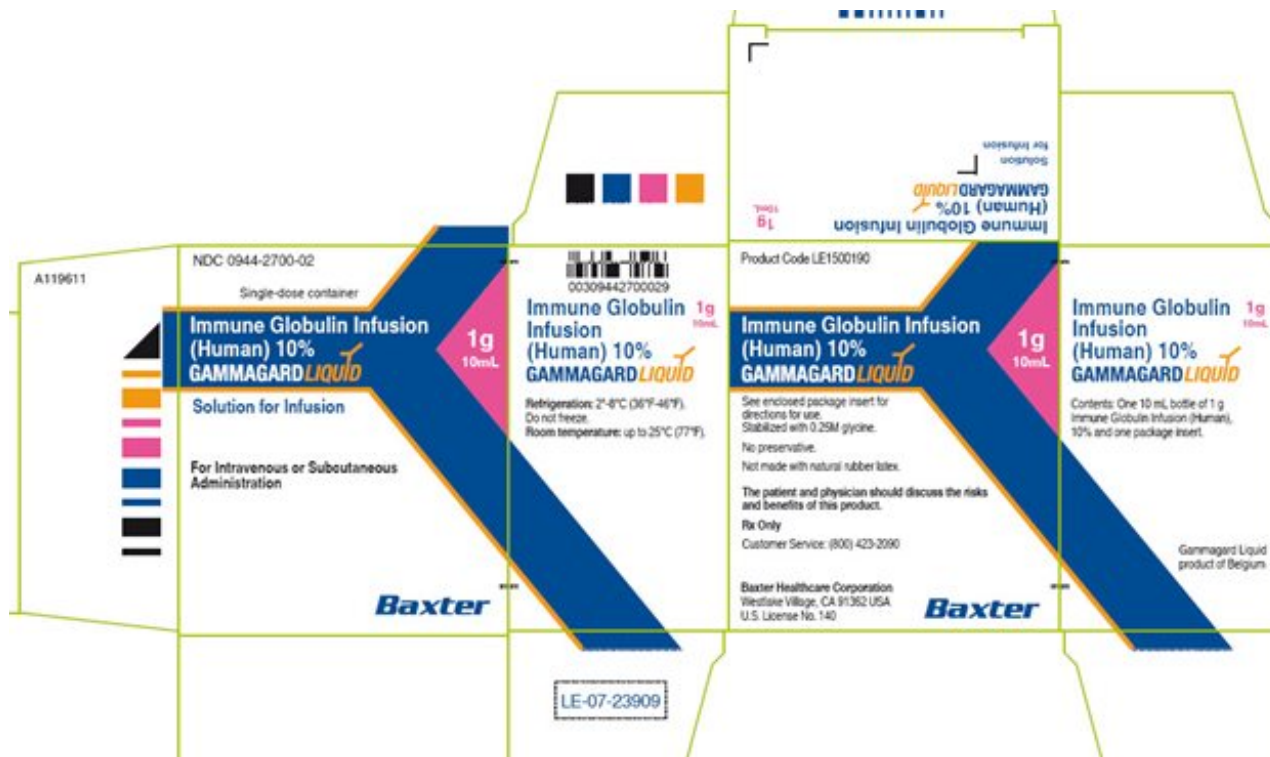 A119611
NDC 0944-2700-02
Single-dose container
Immune Globulin Infusion
(Human) 10%
GAMMAGARD LIQUID
1g
10mL
Solution for Infusion
For Intravenous or Subcutaneous
Administration
Baxter
00309442700029
Immune Globulin
Infusion
(Human) 10%
GAMMAGARD LIQUID
1g
10mL
Refrigeration: 2°-8°C (36°F-46°F).
Do not freeze.
Room temperature: up to 25°C (77°F).
LE-07-23909
Immune Globulin Infusion
(Human) 10%
GAMMAGARD LIQUID
Solution
for Infusion
1g
10mL
Product Code LE1500190
Immune Globulin Infusion
(Human) 10%
GAMMAGARD LIQUID
1g
10mL
See enclosed package insert for
directions for use.
Stabilized with 0.25M glycine.
No preservative.
Not made with natural rubber latex.
The patient and physician should discuss the risks
and benefits of this product.
Rx Only
Customer Service: (800) 423-2090
Baxter Healthcare Corporation
Westlake Village, CA 91362 USA
U.S. License No. 140
Baxter
Immune Globulin
Infusion
(Human) 10%
GAMMAGARD LIQUID
1g
10mL
Contents: One 10 mL bottle of 1 g
Immune Globulin Infusion (Human),
10% and one package insert.
Gammagard Liquid
product of Belgium